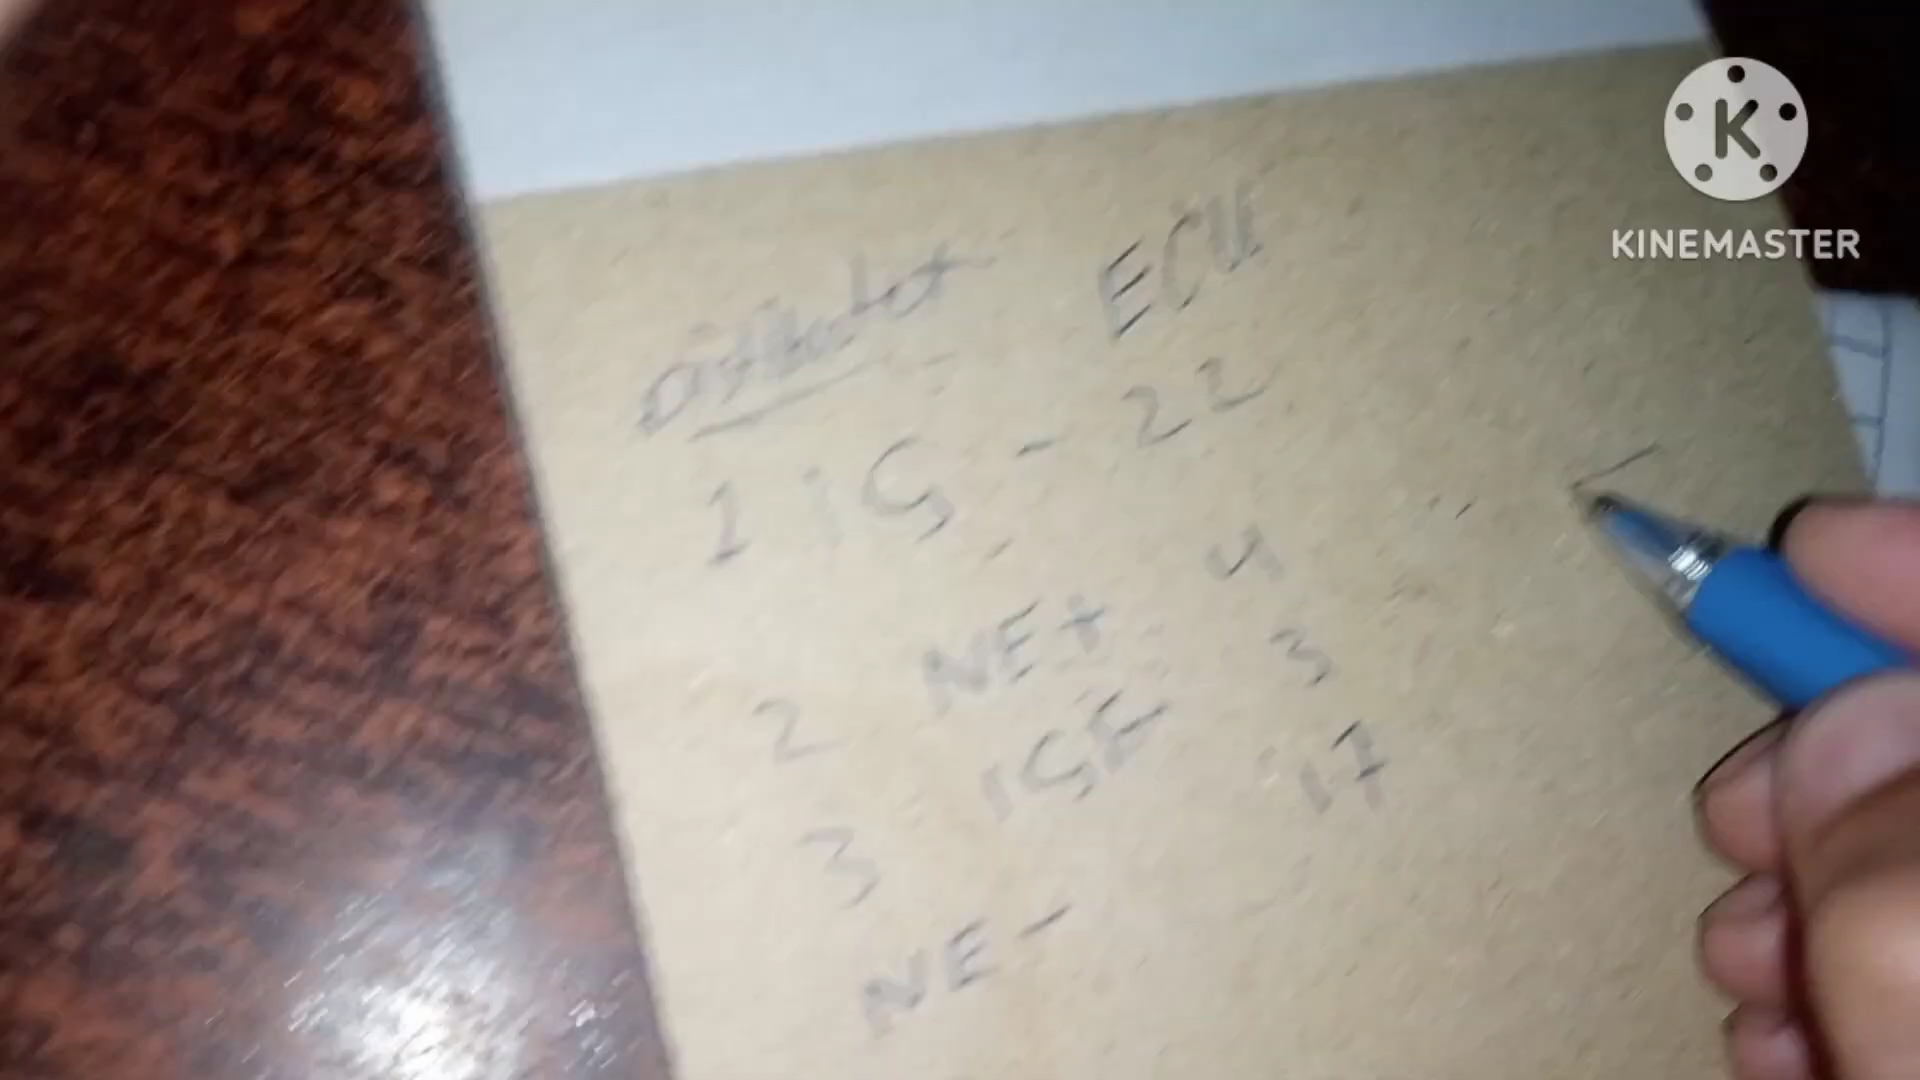 ECU
1 IG - 22
2 NE+ 4
3 IGF 3
NE - 17
KINEMASTER